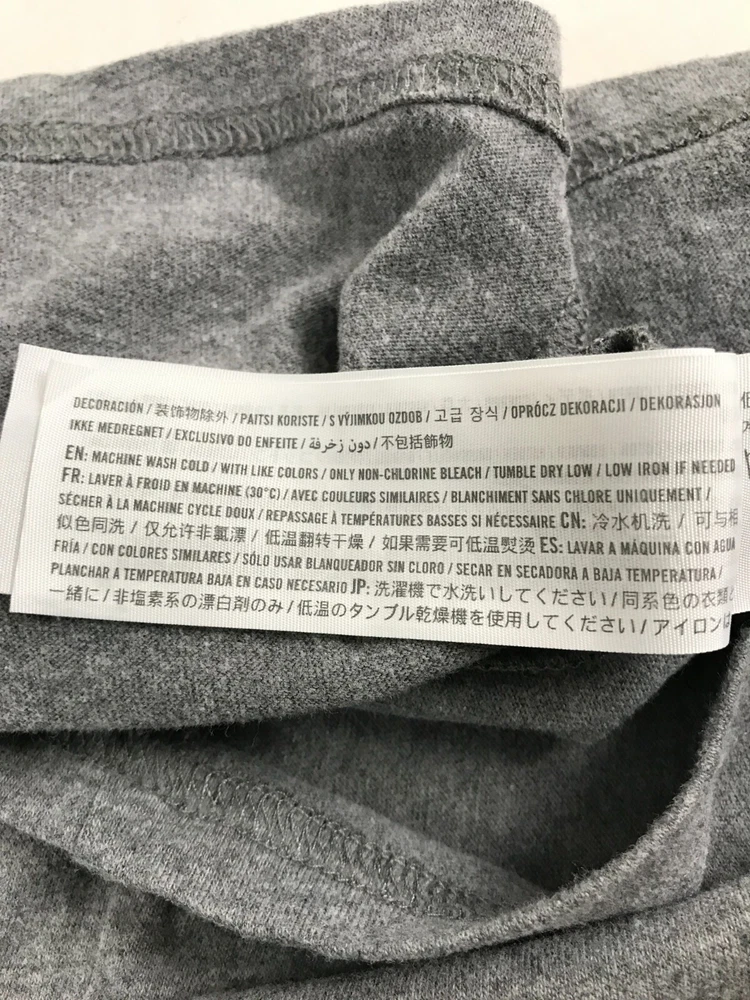 DECORACIÓN / 装饰物除外 / PAITSI KORISTE / S VÝJIMKOU OZDOB / 고급 장식 / OPRÓCZ DEKORACJI / DEKORASJON
IKKE MEDREGNET / EXCLUSIVO DO ENFEITE / دون زخرفة / 不包括飾物
EN: MACHINE WASH COLD / WITH LIKE COLORS / ONLY NON-CHLORINE BLEACH / TUMBLE DRY LOW / LOW IRON IF NEEDED
FR: LAVER À FROID EN MACHINE (30°C) / AVEC COULEURS SIMILAIRES / BLANCHIMENT SANS CHLORE UNIQUEMENT /
SÉCHER À LA MACHINE CYCLE DOUX / REPASSAGE À TEMPÉRATURES BASSES SI NÉCESSAIRE CN: 冷水机洗 / 可与相
似色同洗 / 仅允许非氯漂 / 低温翻转干燥 / 如果需要可低温熨烫 ES: LAVAR A MÁQUINA CON AGUA
FRÍA / CON COLORES SIMILARES / SÓLO USAR BLANQUEADOR SIN CLORO / SECAR EN SECADORA A BAJA TEMPERATURA /
PLANCHAR A TEMPERATURA BAJA EN CASO NECESARIO JP: 洗濯機で水洗いしてください / 同系色の衣類と
一緒に / 非塩素系の漂白剤のみ / 低温のタンブル乾燥機を使用してください / アイロンは